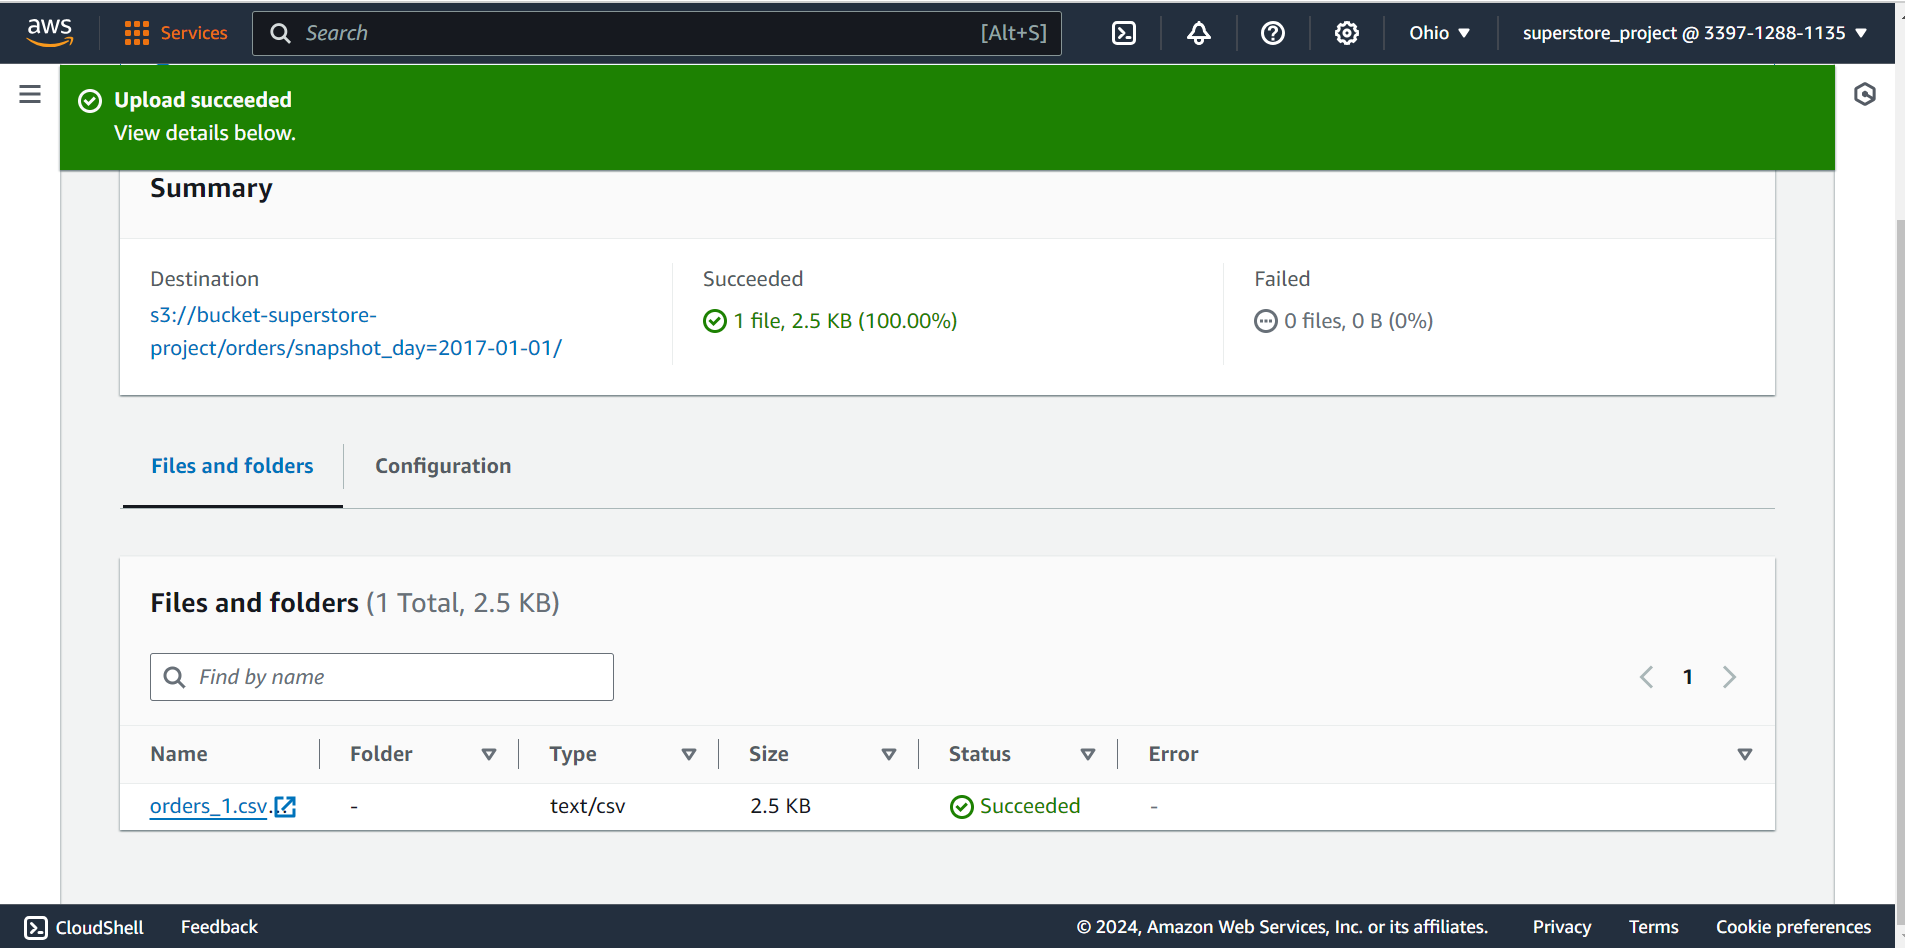 aws
Services
Search
[Alt+S]
Ohio
superstore_project @ 3397-1288-1135
Upload succeeded
View details below.
Summary
Destination
s3://bucket-superstore-
project/orders/snapshot_day=2017-01-01/
Succeeded
1 file, 2.5 KB (100.00%)
Failed
0 files, 0 B (0%)
Files and folders
Configuration
Files and folders (1 Total, 2.5 KB)
Find by name
1
Name
Folder
Type
Size
Status
Error
orders_1.csv.
-
text/csv
2.5 KB
Succeeded
-
CloudShell
Feedback
© 2024, Amazon Web Services, Inc. or its affiliates.
Privacy
Terms
Cookie preferences